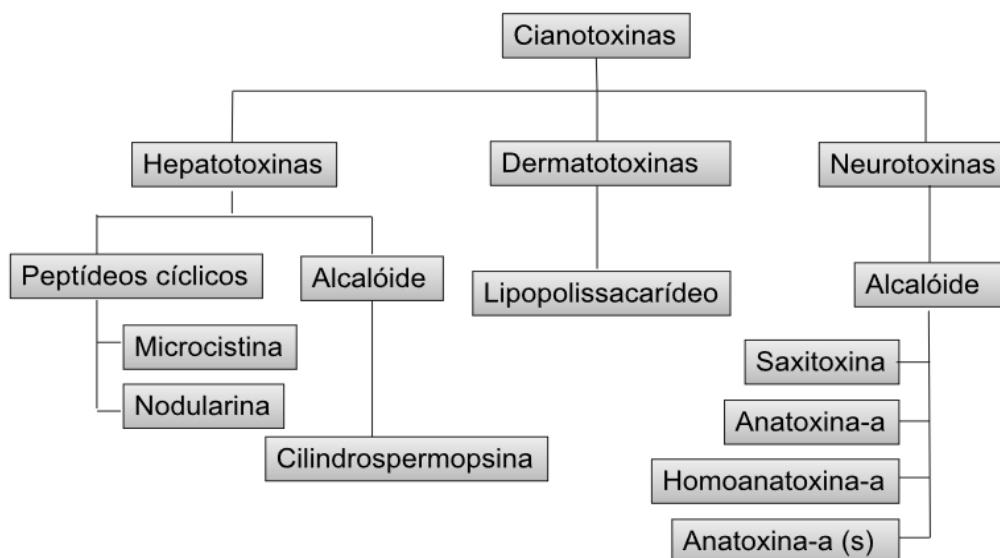 Cianotoxinas
Hepatotoxinas
Dermatotoxinas
Neurotoxinas
Peptídeos cíclicos
Alcalóide
Lipopolissacarídeo
Alcalóide
Microcistina
Nodularina
Cilindrospermopsina
Saxitoxina
Anatoxina-a
Homoanatoxina-a
Anatoxina-a (s)